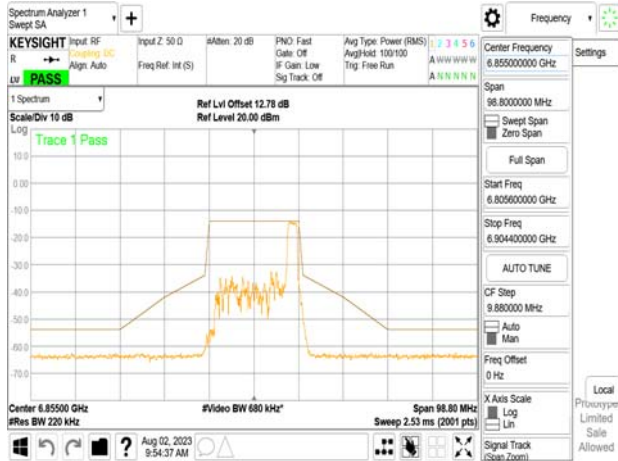 Spectrum Analyzer 1
Swept SA
+
Frequency
KEYSIGHT
Input: RF
Coupling: DC
Align: Auto
Input Z: 50 Ω
Freq Ref: Int (S)
#Atten: 20 dB
PNO: Fast
Gate: Off
IF Gain: Low
Sig Track: Off
Avg Type: Power (RMS)
Avg|Hold: 100/100
Trig: Free Run
1 2 3 4 5 6
A W W W W W
A N N N N N
R
LVI
PASS
1 Spectrum
Scale/Div 10 dB
Ref Lvl Offset 12.78 dB
Ref Level 20.00 dBm
Log
Trace 1 Pass
10.0
0.00
-10.0
-20.0
-30.0
-40.0
-50.0
-60.0
-70.0
Center 6.85500 GHz
#Res BW 220 kHz
#Video BW 680 kHz*
Span 98.80 MHz
Sweep 2.53 ms (2001 pts)
?
Aug 02, 2023
9:54:37 AM
Center Frequency
6.855000000 GHz
Span
98.8000000 MHz
Swept Span
Zero Span
Full Span
Start Freq
6.805600000 GHz
Stop Freq
6.904400000 GHz
AUTO TUNE
CF Step
9.880000 MHz
Auto
Man
Freq Offset
0 Hz
X Axis Scale
Log
Lin
Signal Track
(Span Zoom)
Settings
Local
Prototype
Limited
Sale
Allowed